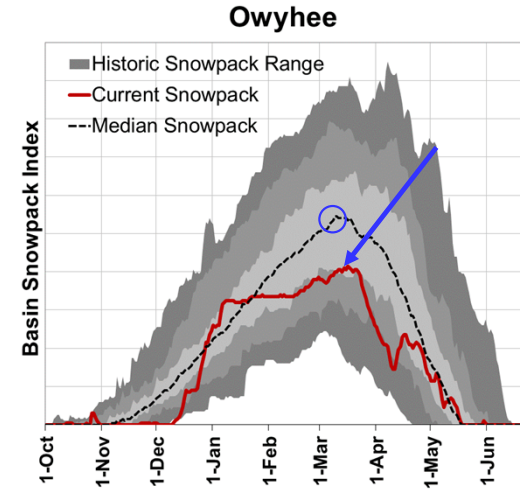 Owyhee
Historic Snowpack Range
Current Snowpack
Median Snowpack
Basin Snowpack Index
1-Oct
1-Nov
1-Dec
1-Jan
1-Feb
1-Mar
1-Apr
1-May
1-Jun